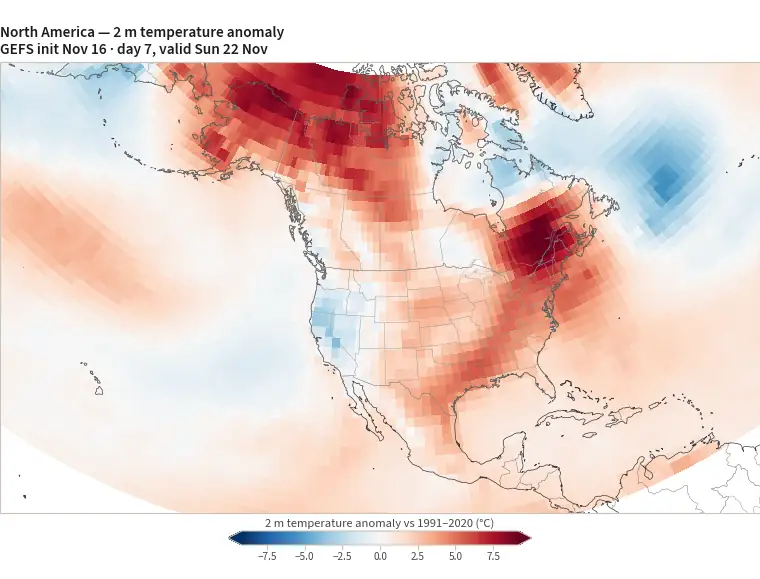 North America — 2 m temperature anomaly
GEFS init Nov 16 · day 7, valid Sun 22 Nov
2 m temperature anomaly vs 1991–2020 (°C)
−7.5 −5.0 −2.5 0.0 2.5 5.0 7.5